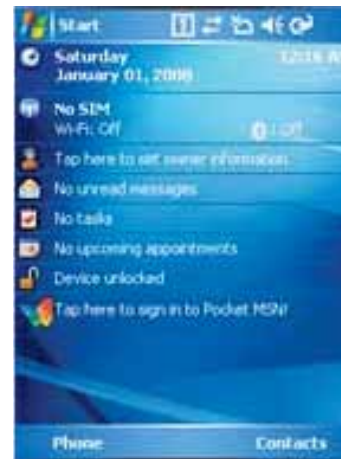 Start
Saturday
January 01, 2000
No SIM
Wi-Fi: Off
: Off
Tap here to set owner information
No unread messages
No tasks
No upcoming appointments
Device unlocked
Tap here to sign in to Pocket MSN!
Phone Contacts